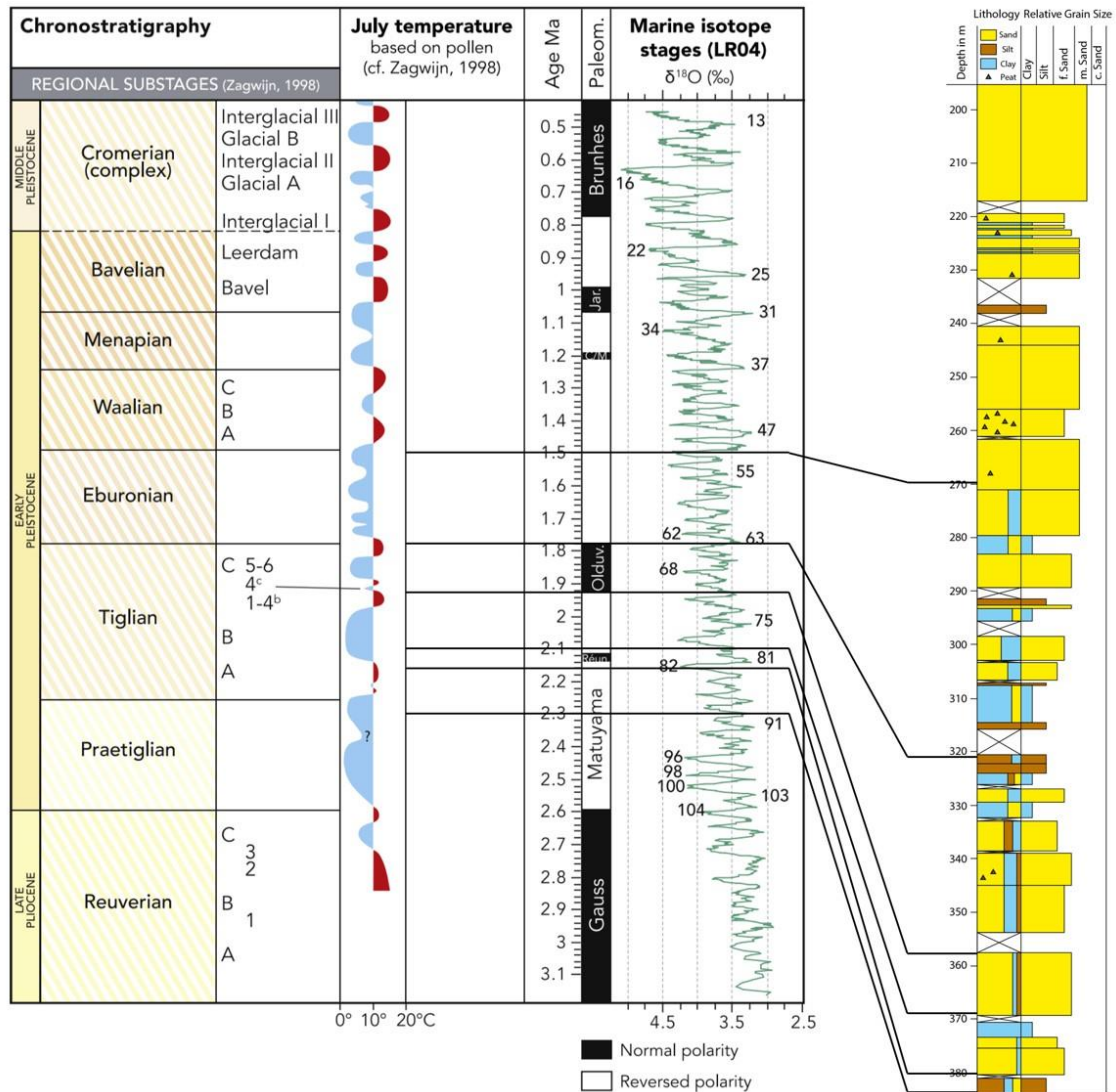 Chronostratigraphy
REGIONAL SUBSTAGES (Zagwijn, 1998)
July temperature
based on pollen
(cf. Zagwijn, 1998)
Age Ma
Paleom.
Marine isotope
stages (LR04)
δ¹⁸O (‰)
Depth in m
Lithology
Relative Grain Size
Sand
Silt
Clay
Peat
Clay
Silt
f. Sand
m. Sand
c. Sand
MIDDLE
PLEISTOCENE
EARLY
PLEISTOCENE
LATE
PLIOCENE
Cromerian
(complex)
Bavelian
Menapian
Waalian
Eburonian
Tiglian
Praetiglian
Reuverian
Interglacial III
Glacial B
Interglacial II
Glacial A
Interglacial I
Leerdam
Bavel
C
B
A
C 5-6
4ᶜ
1-4ᵇ
B
A
C
3
2
B
1
A
?
0° 10° 20°C
0.5
0.6
0.7
0.8
0.9
1
1.1
1.2
1.3
1.4
1.5
1.6
1.7
1.8
1.9
2
2.1
2.2
2.3
2.4
2.5
2.6
2.7
2.8
2.9
3
3.1
Brunhes
Jar.
C/M
Olduv.
Réun.
Matuyama
Gauss
13
16
22
25
31
34
37
47
55
62
63
68
75
81
82
91
96
98
100
103
104
4.5 3.5 2.5
Normal polarity
Reversed polarity
200
210
220
230
240
250
260
270
280
290
300
310
320
330
340
350
360
370
380